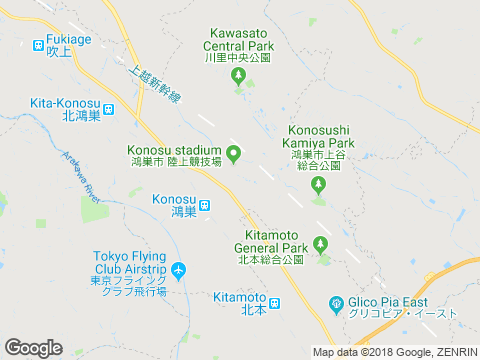 Kawasato
Central Park
川里中央公園
Fukiage
吹上
上越新幹線
Kita-Konosu
北鴻巣
Konosu stadium
鴻巣市 陸上競技場
Konosushi
Kamiya Park
鴻巣市上谷
総合公園
Arakawa River
Konosu
鴻巣
Kitamoto
General Park
北本総合公園
Tokyo Flying
Club Airstrip
東京フライング
クラブ飛行場
Kitamoto
北本
Glico Pia East
グリコピア・イースト
Google
Map data ©2018 Google, ZENRIN